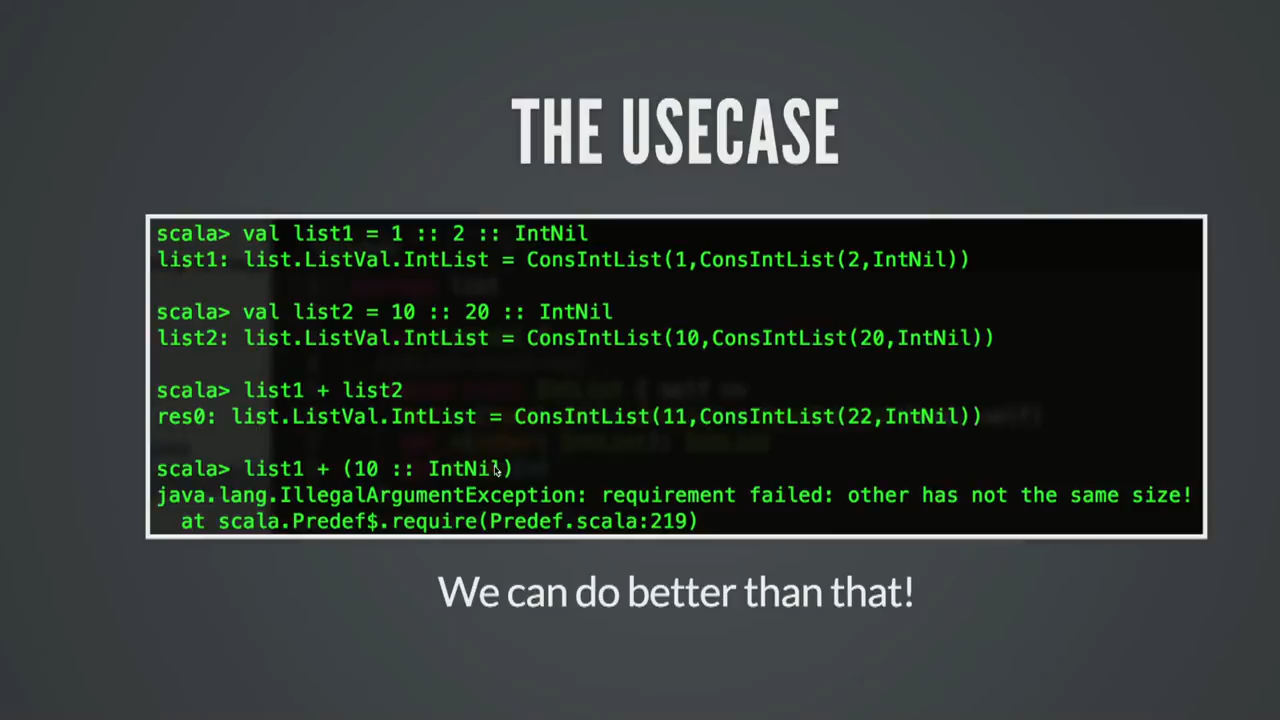 THE USECASE
scala> val list1 = 1 :: 2 :: IntNil
list1: list.ListVal.IntList = ConsIntList(1,ConsIntList(2,IntNil))
scala> val list2 = 10 :: 20 :: IntNil
list2: list.ListVal.IntList = ConsIntList(10,ConsIntList(20,IntNil))
scala> list1 + list2
res0: list.ListVal.IntList = ConsIntList(11,ConsIntList(22,IntNil))
scala> list1 + (10 :: IntNil)
java.lang.IllegalArgumentException: requirement failed: other has not the same size!
at scala.Predef$.require(Predef.scala:219)
We can do better than that!